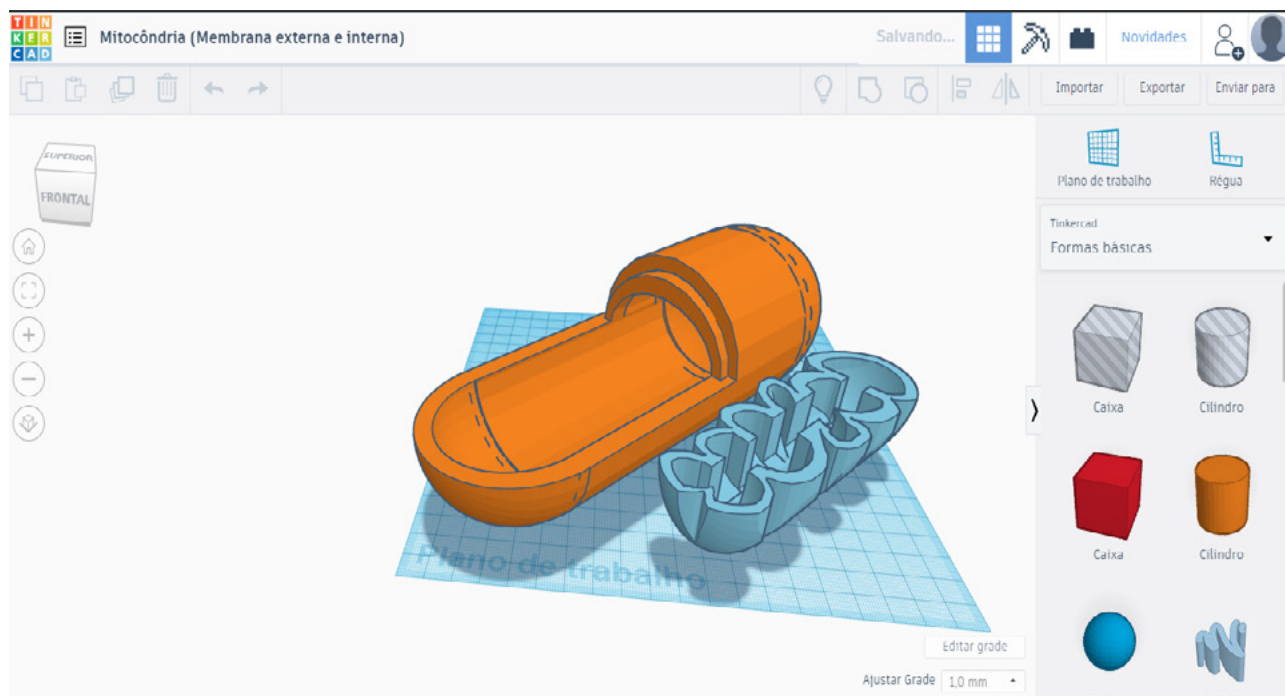 TIN
KER
CAD
Mitocôndria (Membrana externa e interna)
Salvando...
Novidades
Importar
Exportar
Enviar para
SUPERIOR
FRONTAL
Plano de trabalho
Régua
Tinkercad
Formas básicas
Caixa
Cilindro
Caixa
Cilindro
Plano de trabalho
Editar grade
Ajustar Grade 1,0 mm